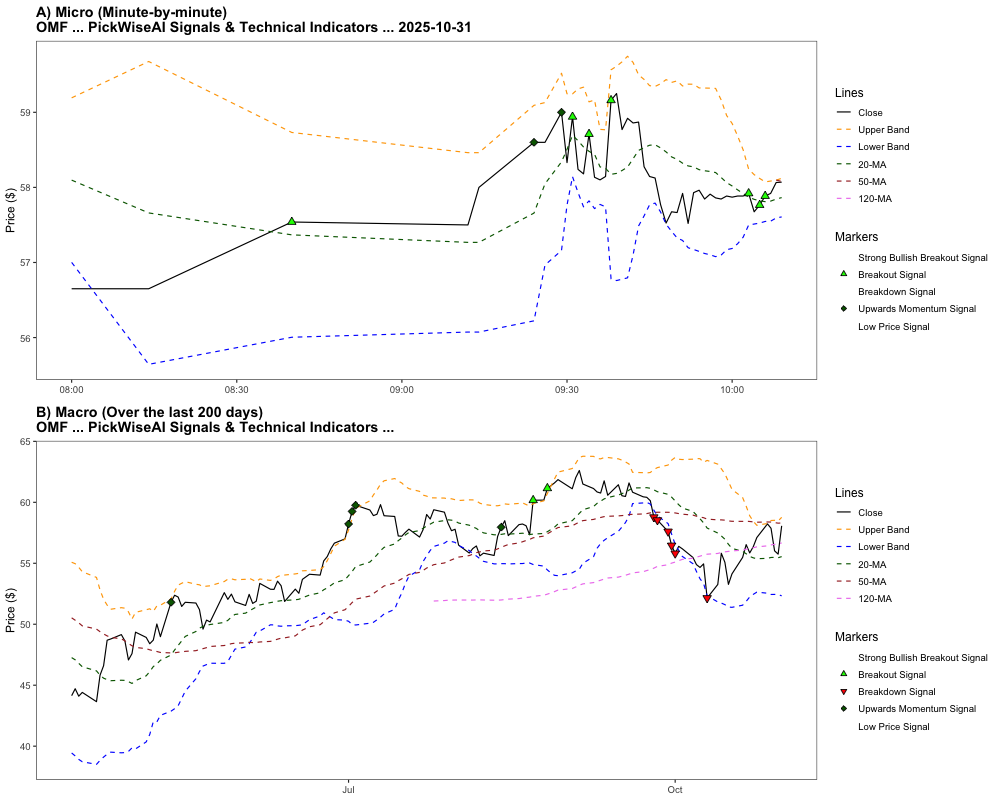 A) Micro (Minute-by-minute)
OMF ... PickWiseAI Signals & Technical Indicators ... 2025-10-31
Price ($)
59
58
57
56
08:00
08:30
09:00
09:30
10:00
Lines
Close
Upper Band
Lower Band
20-MA
50-MA
120-MA
Markers
Strong Bullish Breakout Signal
Breakout Signal
Breakdown Signal
Upwards Momentum Signal
Low Price Signal
B) Macro (Over the last 200 days)
OMF ... PickWiseAI Signals & Technical Indicators ...
Price ($)
65
60
55
50
45
40
Jul
Oct
Lines
Close
Upper Band
Lower Band
20-MA
50-MA
120-MA
Markers
Strong Bullish Breakout Signal
Breakout Signal
Breakdown Signal
Upwards Momentum Signal
Low Price Signal